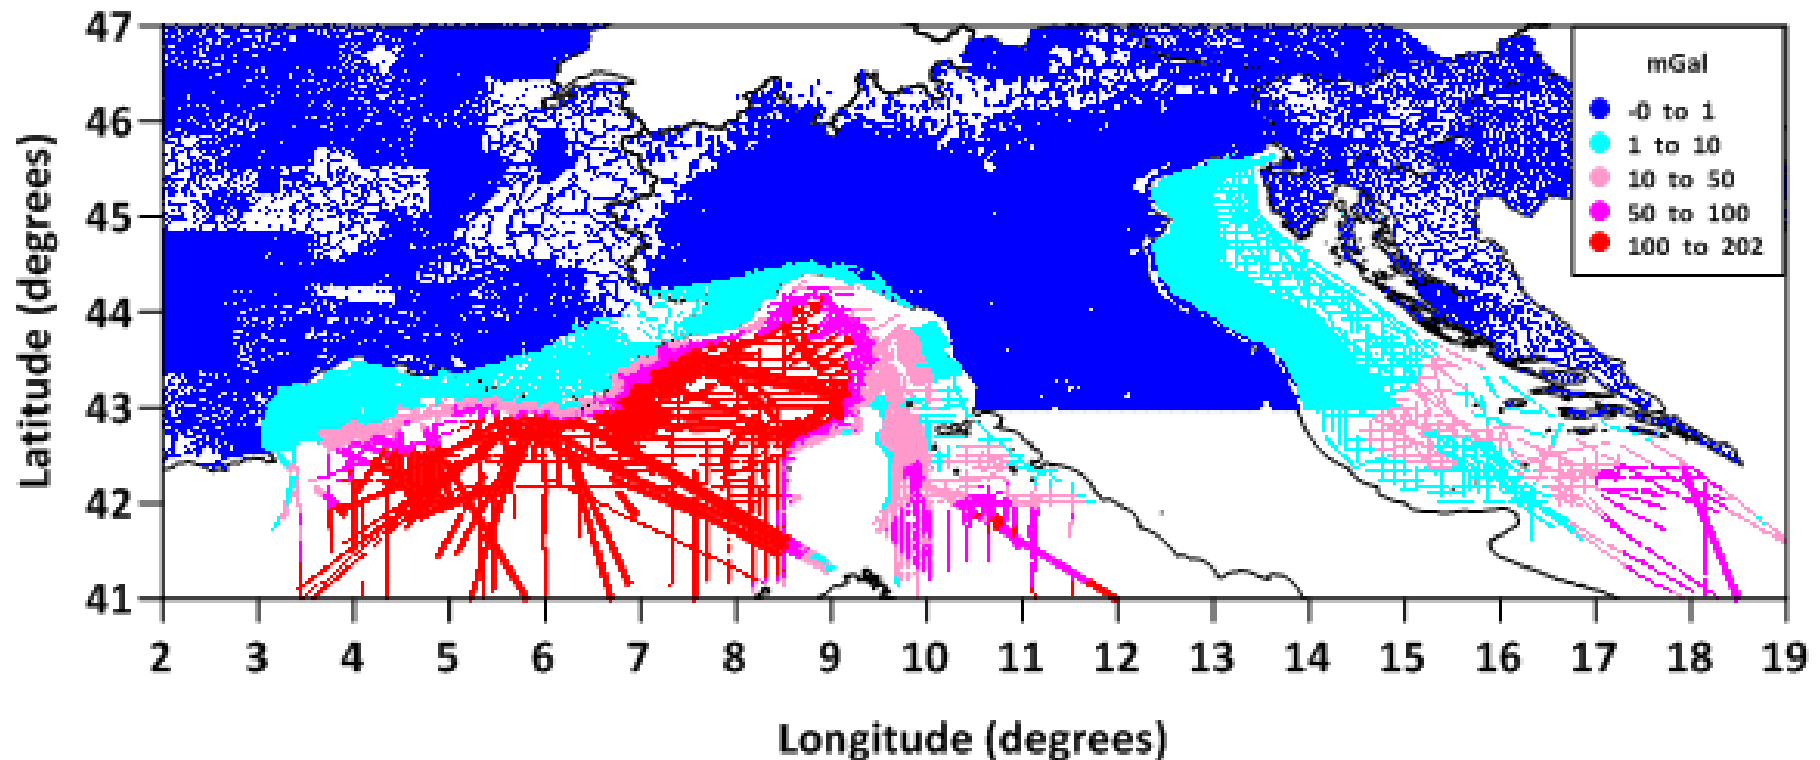 47
46
45
44
43
42
41
Latitude (degrees)
mGal
-0 to 1
1 to 10
10 to 50
50 to 100
100 to 202
2 3 4 5 6 7 8 9 10 11 12 13 14 15 16 17 18 19
Longitude (degrees)